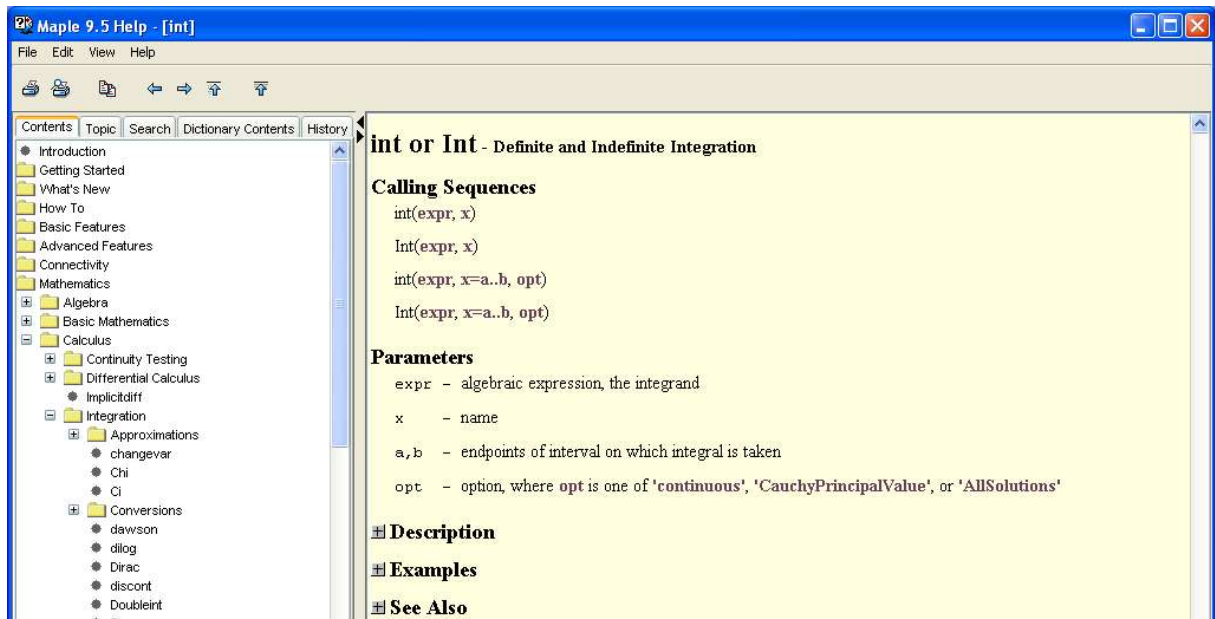 Maple 9.5 Help - [int]
File Edit View Help
Contents Topic Search Dictionary Contents History
Introduction
Getting Started
What's New
How To
Basic Features
Advanced Features
Connectivity
Mathematics
Algebra
Basic Mathematics
Calculus
Continuity Testing
Differential Calculus
Implicitdiff
Integration
Approximations
changevar
Chi
Ci
Conversions
dawson
dilog
Dirac
discont
Doubleint
int or Int - Definite and Indefinite Integration
Calling Sequences
int(expr, x)
Int(expr, x)
int(expr, x=a..b, opt)
Int(expr, x=a..b, opt)
Parameters
expr – algebraic expression, the integrand
x – name
a,b – endpoints of interval on which integral is taken
opt – option, where opt is one of 'continuous', 'CauchyPrincipalValue', or 'AllSolutions'
Description
Examples
See Also